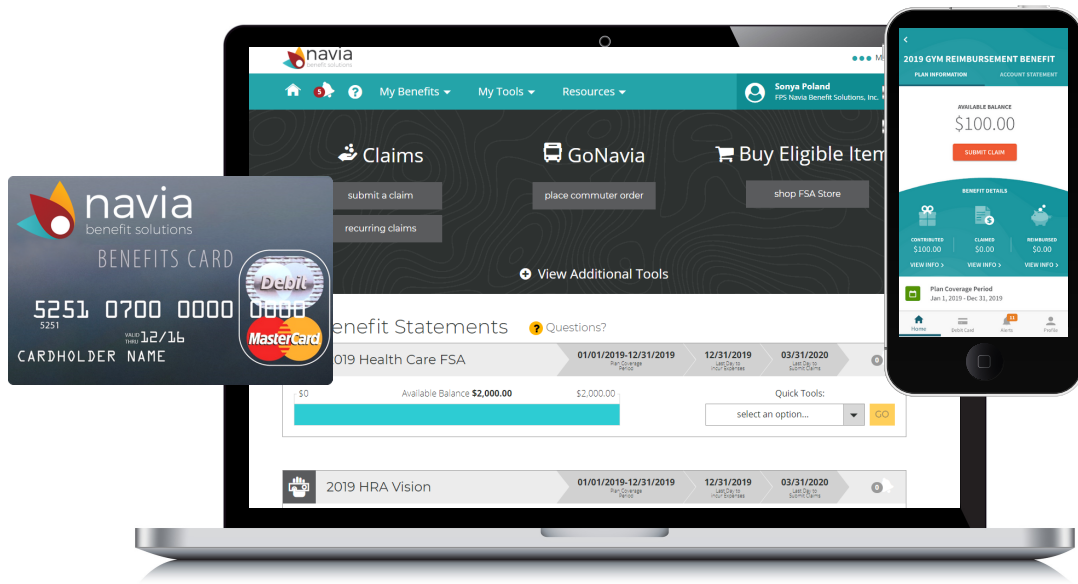 navia
benefit solutions
BENEFITS CARD
Debit
5251 0700 0000 0000
5251
VALID
THRU 12/16
MasterCard
CARDHOLDER NAME
navia
benefit solutions
5
?
My Benefits
My Tools
Resources
Sonya Poland
FPS Navia Benefit Solutions, Inc.
Claims
GoNavia
Buy Eligible Item
submit a claim
place commuter order
shop FSA Store
recurring claims
View Additional Tools
enefit Statements
? Questions?
2019 Health Care FSA
01/01/2019-12/31/2019
Plan Coverage
Period
12/31/2019
Last Day to
Incur Expenses
03/31/2020
Last Day to
Submit Claims
0
$0
Available Balance $2,000.00
$2,000.00
Quick Tools:
select an option...
GO
2019 HRA Vision
01/01/2019-12/31/2019
Plan Coverage
Period
12/31/2019
Last Day to
Incur Expenses
03/31/2020
Last Day to
Submit Claims
0
2019 GYM REIMBURSEMENT BENEFIT
PLAN INFORMATION
ACCOUNT STATEMENT
AVAILABLE BALANCE
$100.00
SUBMIT CLAIM
BENEFIT DETAILS
CONTRIBUTED
$100.00
VIEW INFO >
CLAIMED
$0.00
VIEW INFO >
REIMBURSED
$0.00
VIEW INFO >
Plan Coverage Period
Jan 1, 2019 - Dec 31, 2019
Home
Debit Card
Alerts
Profile